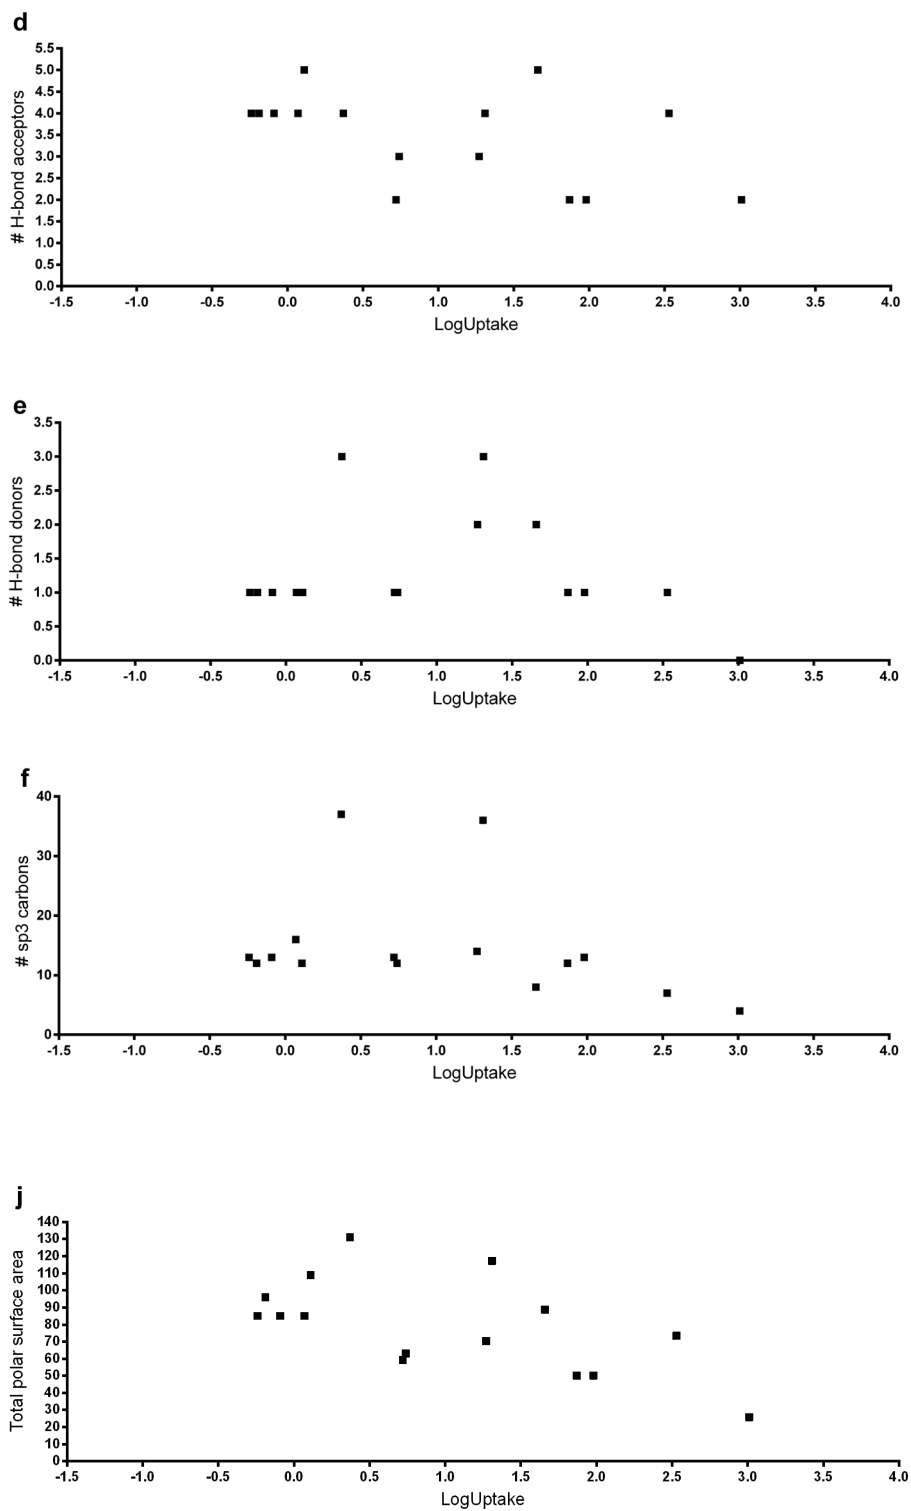 d
# H-bond acceptors
5.5
5.0
4.5
4.0
3.5
3.0
2.5
2.0
1.5
1.0
0.5
0.0
-1.5 -1.0 -0.5 0.0 0.5 1.0 1.5 2.0 2.5 3.0 3.5 4.0
LogUptake
e
# H-bond donors
3.5
3.0
2.5
2.0
1.5
1.0
0.5
0.0
-1.5 -1.0 -0.5 0.0 0.5 1.0 1.5 2.0 2.5 3.0 3.5 4.0
LogUptake
f
# sp3 carbons
40
30
20
10
0
-1.5 -1.0 -0.5 0.0 0.5 1.0 1.5 2.0 2.5 3.0 3.5 4.0
LogUptake
j
Total polar surface area
140
130
120
110
100
90
80
70
60
50
40
30
20
10
0
-1.5 -1.0 -0.5 0.0 0.5 1.0 1.5 2.0 2.5 3.0 3.5 4.0
LogUptake